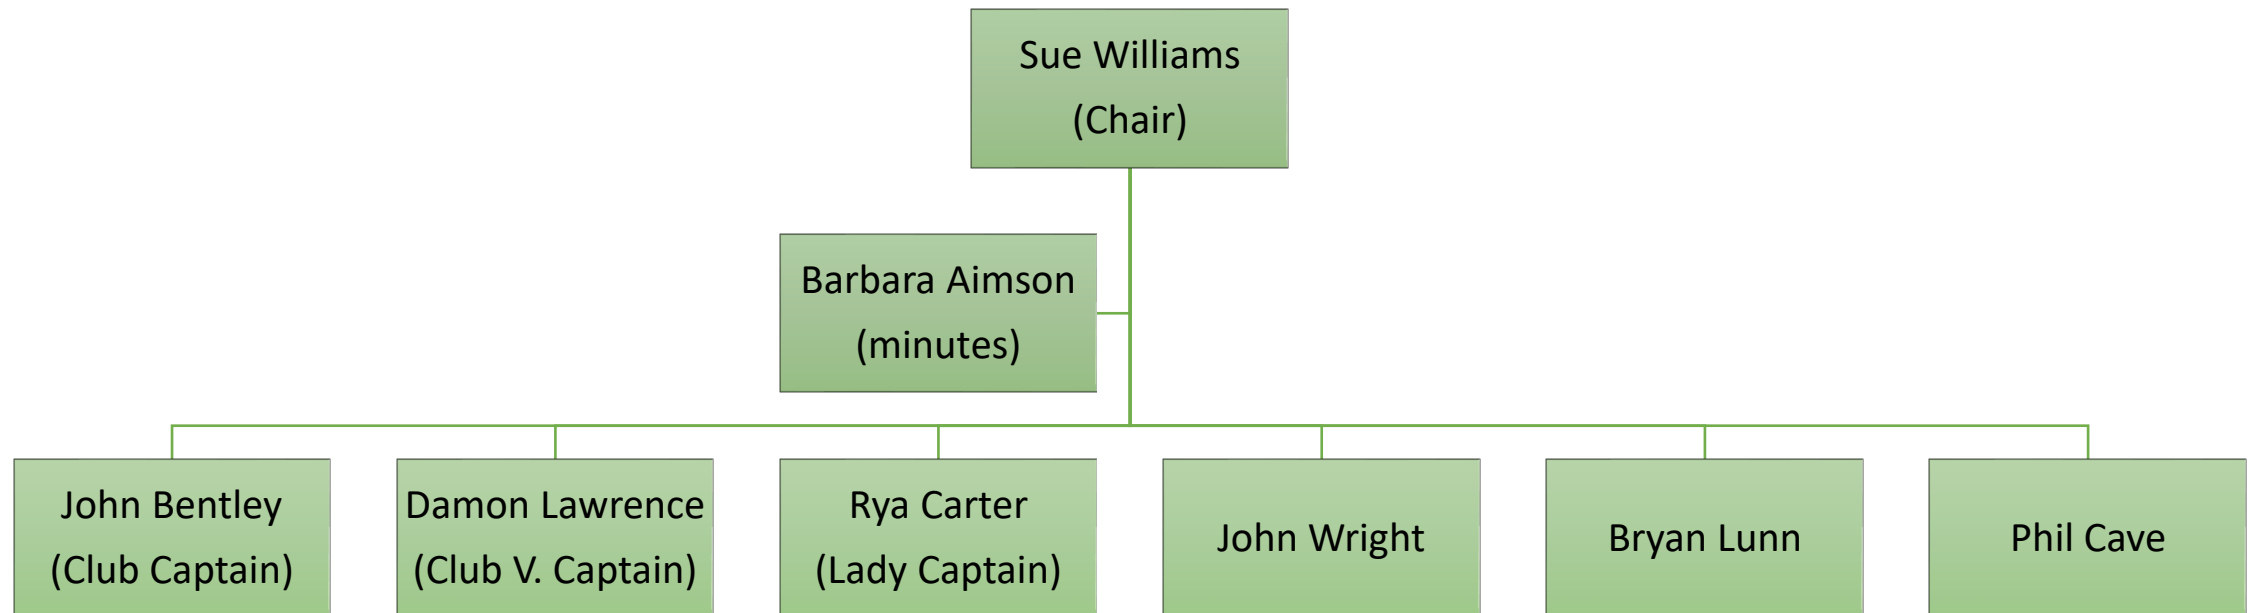 Sue Williams
(Chair)
Barbara Aimson
(minutes)
John Bentley
(Club Captain)
Damon Lawrence
(Club V. Captain)
Rya Carter
(Lady Captain)
John Wright
Bryan Lunn
Phil Cave